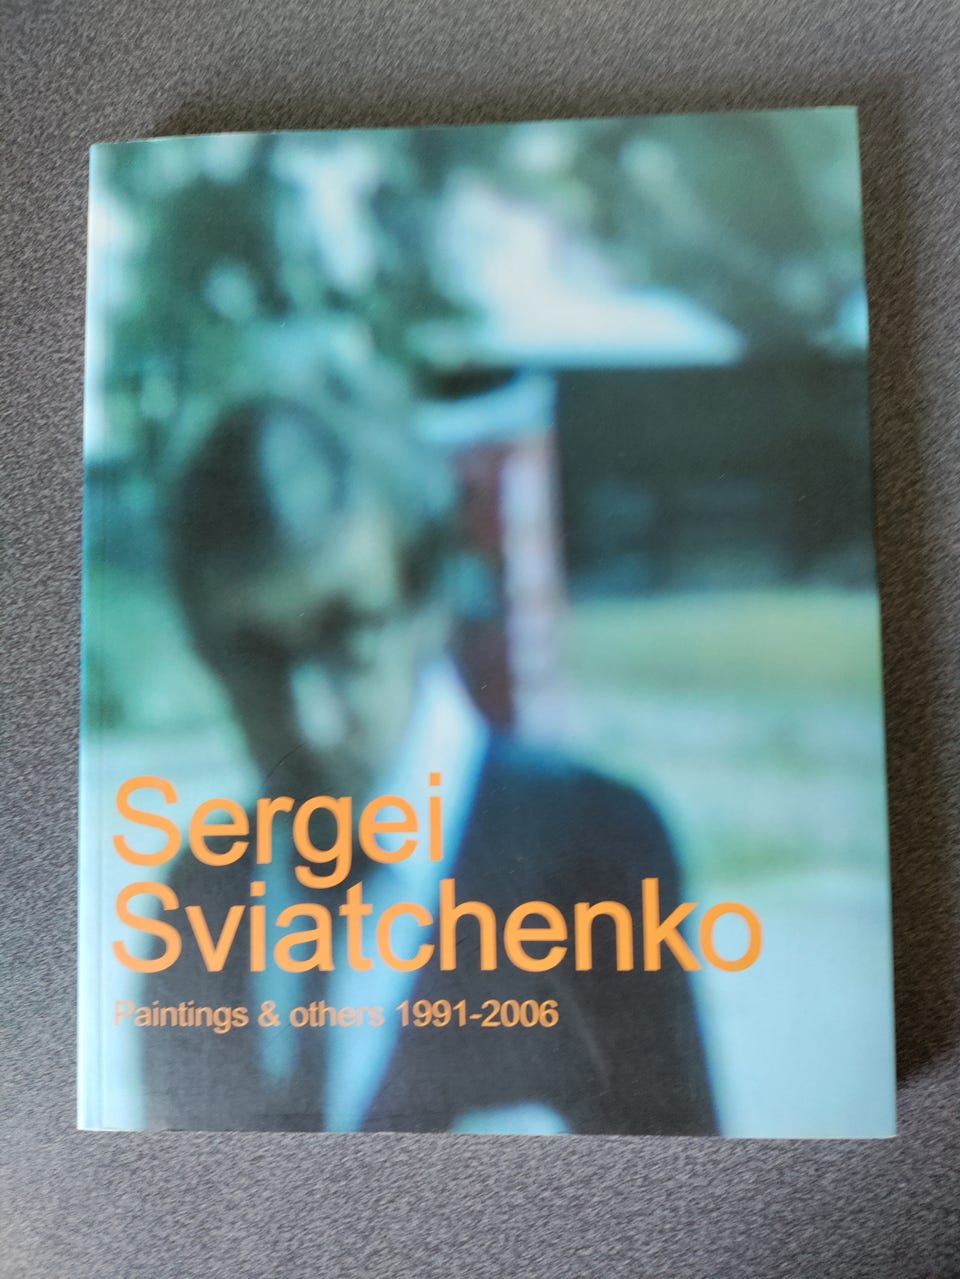 Sergei
Sviatchenko
Paintings & others 1991-2006